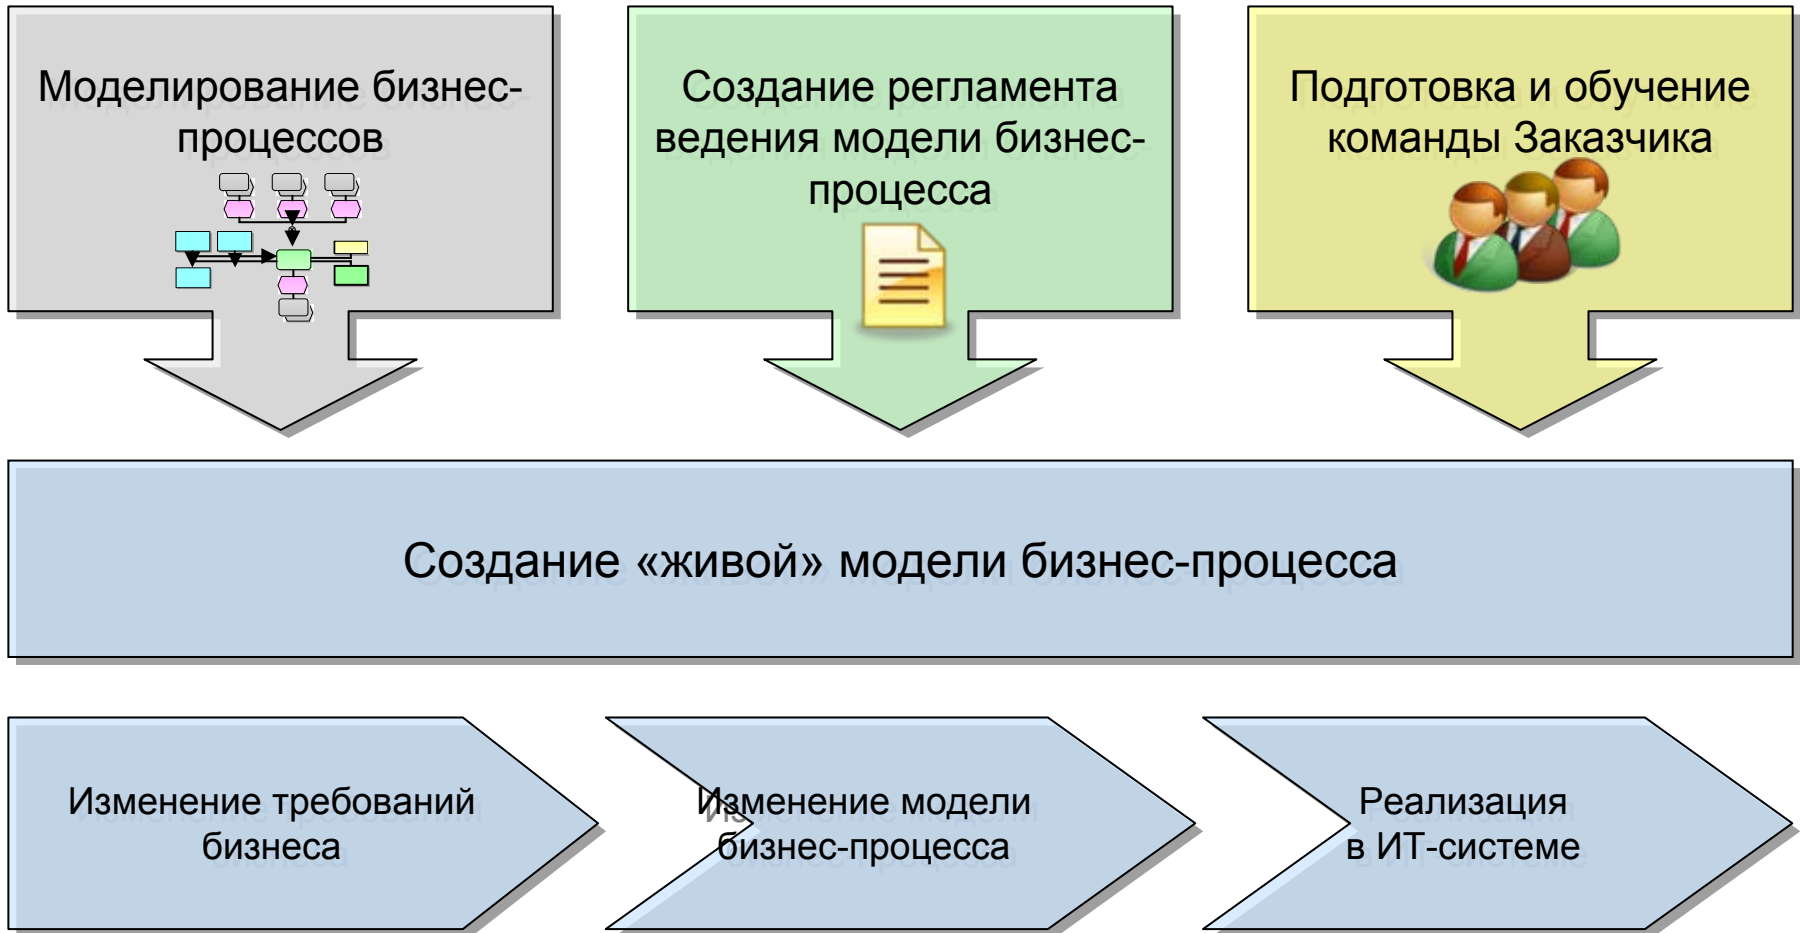 Моделирование бизнес-
процессов
Создание регламента
ведения модели бизнес-
процесса
Подготовка и обучение
команды Заказчика
Создание «живой» модели бизнес-процесса
Изменение требований
бизнеса
Изменение модели
бизнес-процесса
Реализация
в ИТ-системе